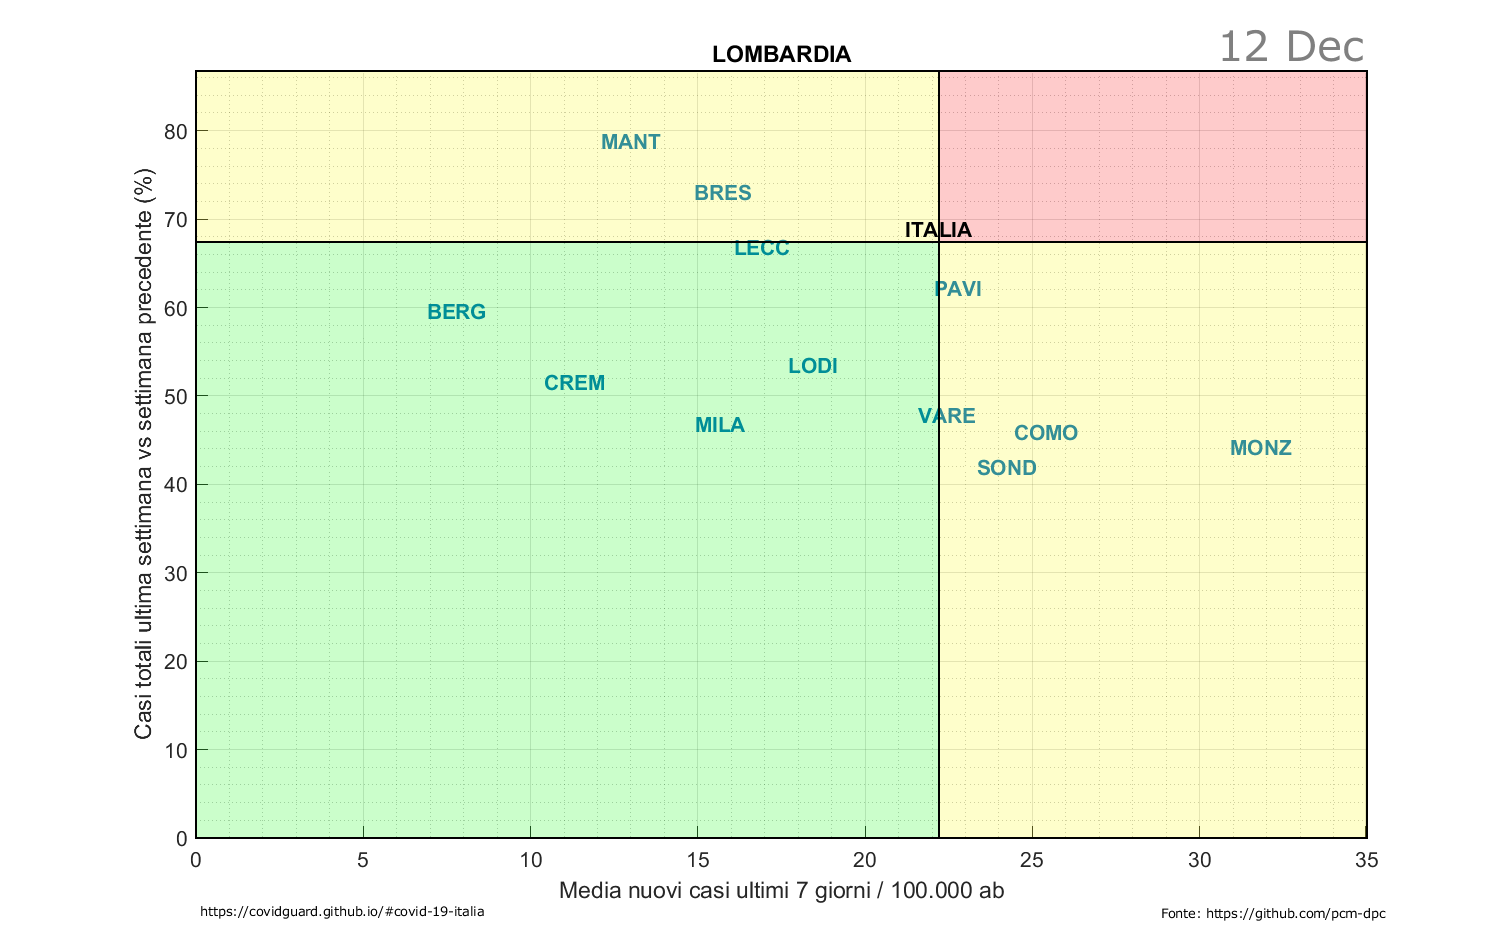 12 Dec
LOMBARDIA
Casi totali ultima settimana vs settimana precedente (%)
80
70
60
50
40
30
20
10
0
MANT
BRES
ITALIA
LECC
PAVI
BERG
LODI
CREM
VARE
MILA
COMO
MONZ
SOND
0 5 10 15 20 25 30 35
Media nuovi casi ultimi 7 giorni / 100.000 ab
https://covidguard.github.io/#covid-19-italia
Fonte: https://github.com/pcm-dpc